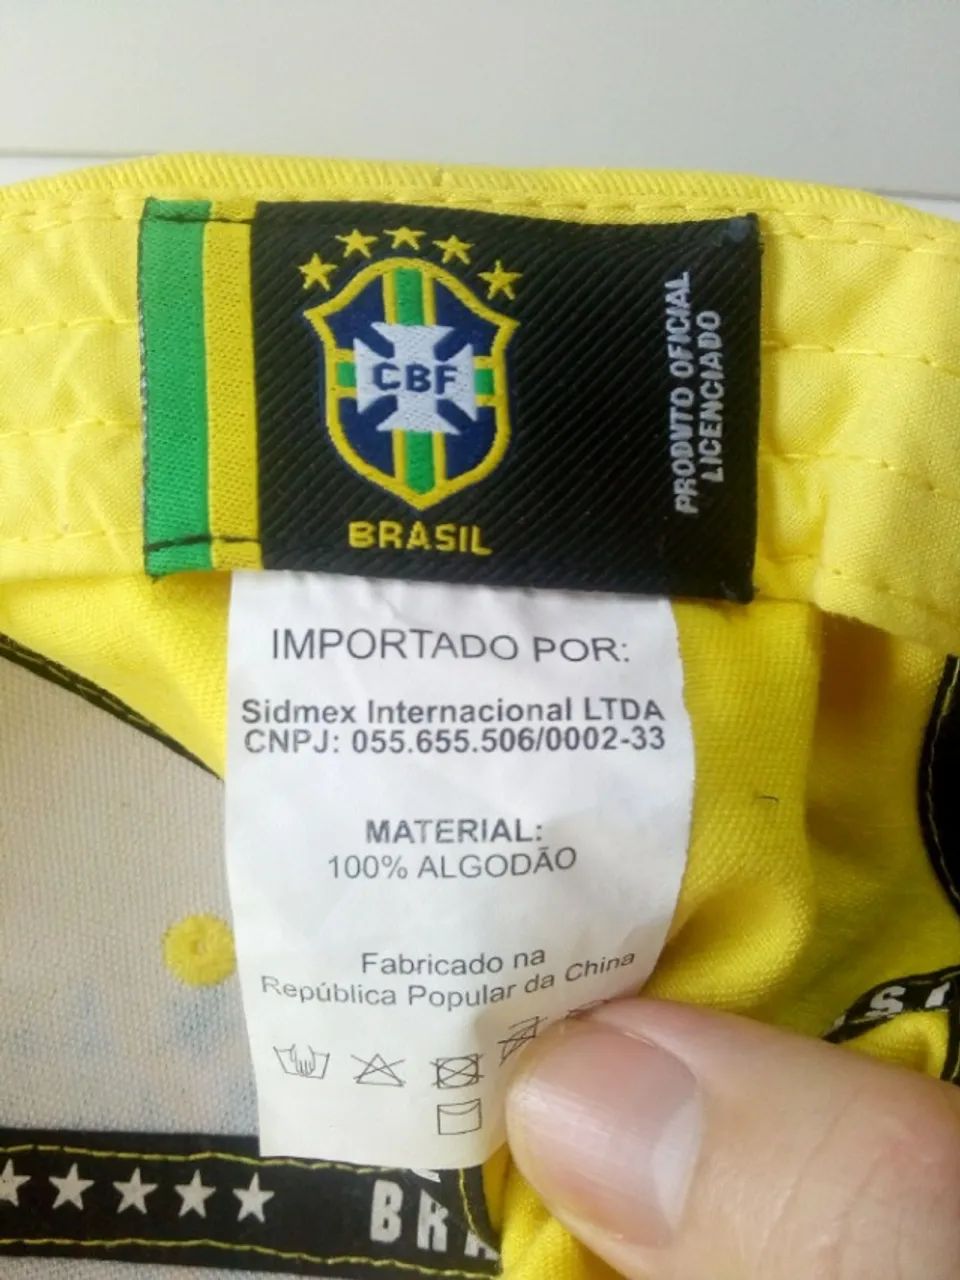 CBF
BRASIL
PRODUTO OFICIAL
LICENCIADO
IMPORTADO POR:
Sidmex Internacional LTDA
CNPJ: 055.655.506/0002-33
MATERIAL:
100% ALGODÃO
Fabricado na
República Popular da China